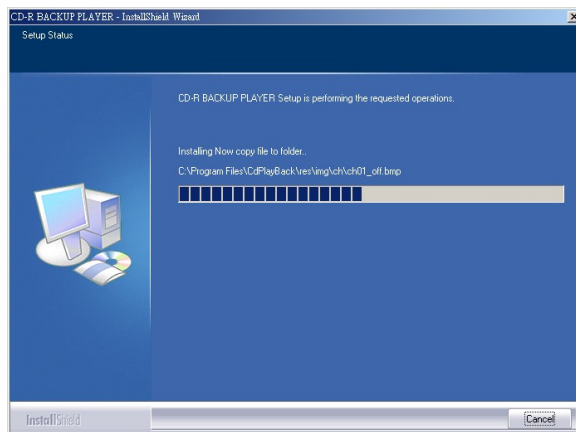 CD-R BACKUP PLAYER - InstallShield Wizard
Setup Status
CD-R BACKUP PLAYER Setup is performing the requested operations.
Installing Now copy file to folder..
C:\Program Files\CdPlayBack\res\img\ch\ch01_off.bmp
InstallShield
Cancel